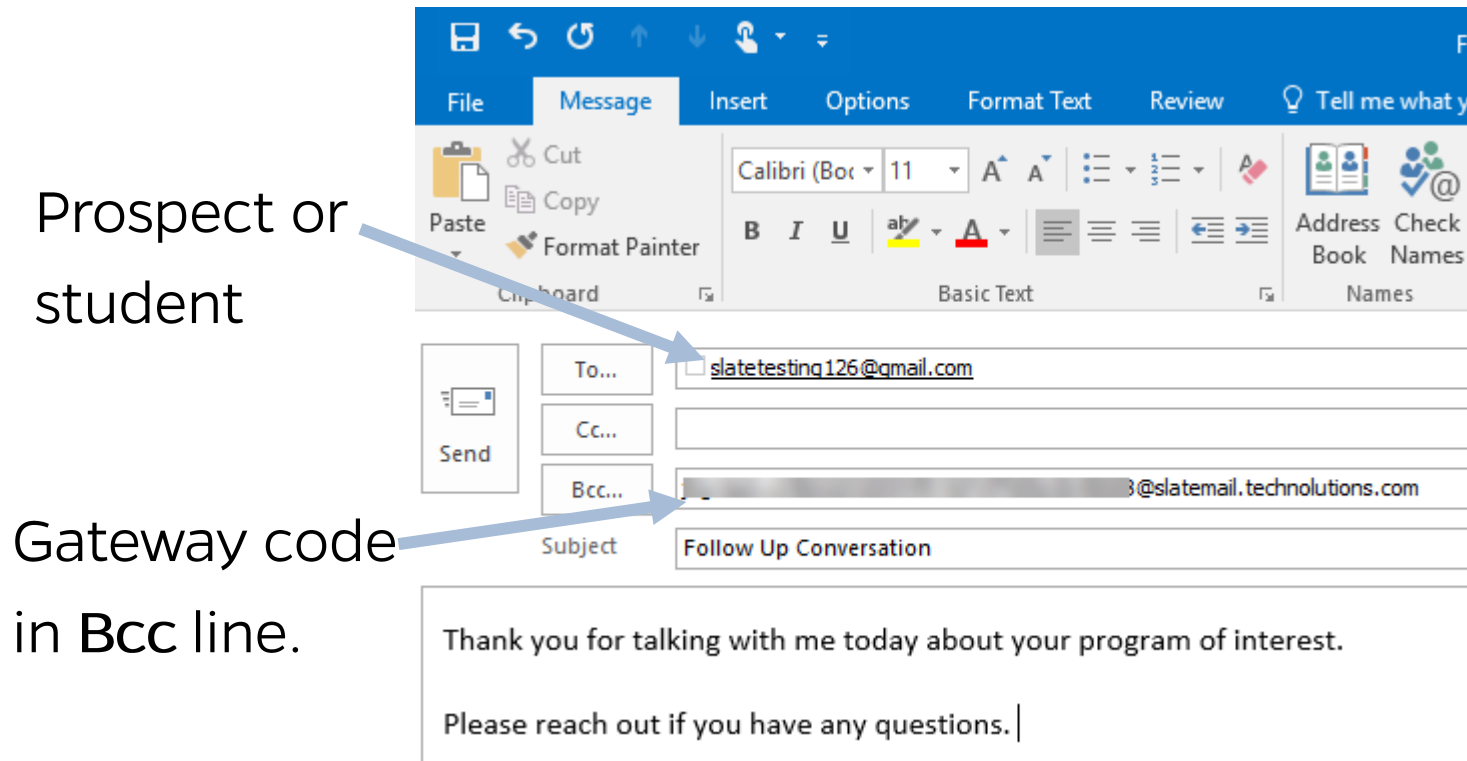 F
File Message Insert Options Format Text Review Tell me what y
Cut
Calibri (Boc 11
Copy
Paste
Format Painter
B I U
Address Check
Book Names
Clipboard Basic Text Names
Prospect or
student
To... slatetesting126@gmail.com
Cc...
Send
Bcc... 3@slatemail.technolutions.com
Subject Follow Up Conversation
Gateway code
in Bcc line.
Thank you for talking with me today about your program of interest.
Please reach out if you have any questions.